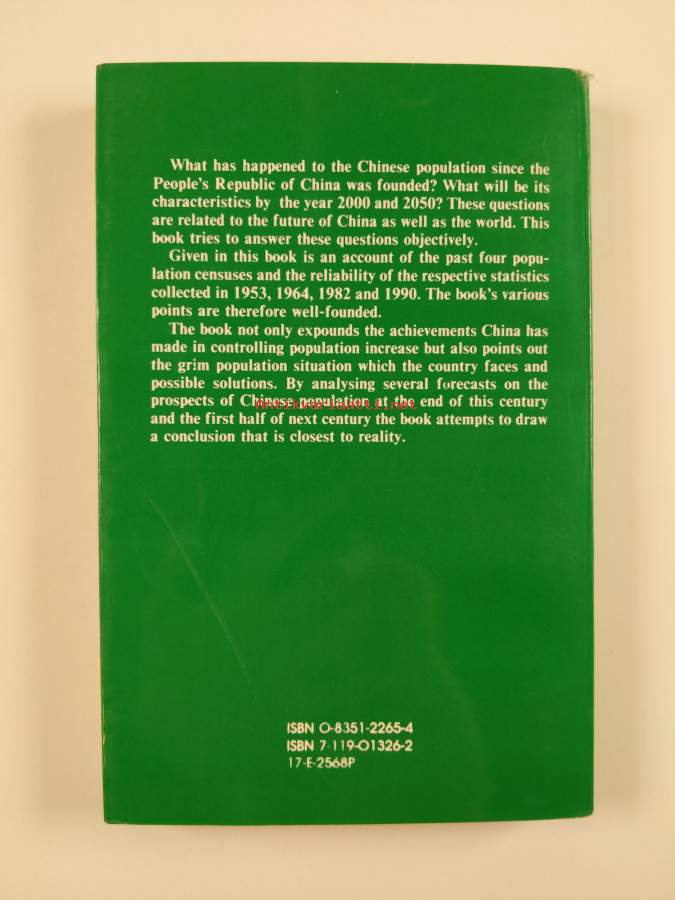 What has happened to the Chinese population since the
People's Republic of China was founded? What will be its
characteristics by the year 2000 and 2050? These questions
are related to the future of China as well as the world. This
book tries to answer these questions objectively.
Given in this book is an account of the past four popu-
lation censuses and the reliability of the respective statistics
collected in 1953, 1964, 1982 and 1990. The book's various
points are therefore well-founded.
The book not only expounds the achievements China has
made in controlling population increase but also points out
the grim population situation which the country faces and
possible solutions. By analysing several forecasts on the
prospects of Chinese population at the end of this century
Antikvariaatti.net
and the first half of next century the book attempts to draw
a conclusion that is closest to reality.
ISBN 0-8351-2265-4
ISBN 7-119-01326-2
17-E-2568P